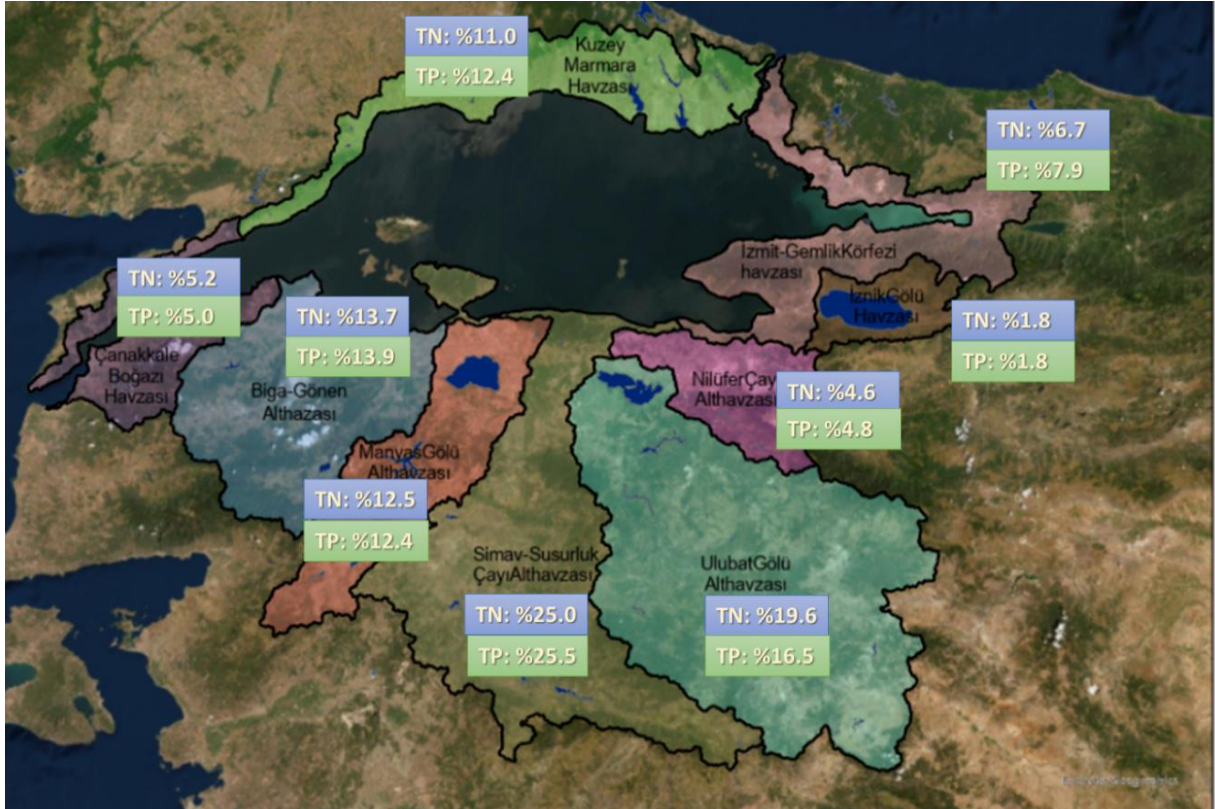 TN: %11.0
TP: %12.4
Kuzey
Marmara
Havzası
TN: %6.7
TP: %7.9
TN: %5.2
TP: %5.0
Çanakkale
Boğazı
Havzası
TN: %13.7
TP: %13.9
Biga-Gönen
Althazası
İzmit-GemlikKörfezi
havzası
İznikGölü
Havzası
TN: %1.8
TP: %1.8
NilüferÇayı
Althavzası
TN: %4.6
TP: %4.8
ManyasGölü
Althavzası
TN: %12.5
TP: %12.4
Simav-Susurluk
ÇayıAlthavzası
TN: %25.0
TP: %25.5
UlubatGölü
Althavzası
TN: %19.6
TP: %16.5